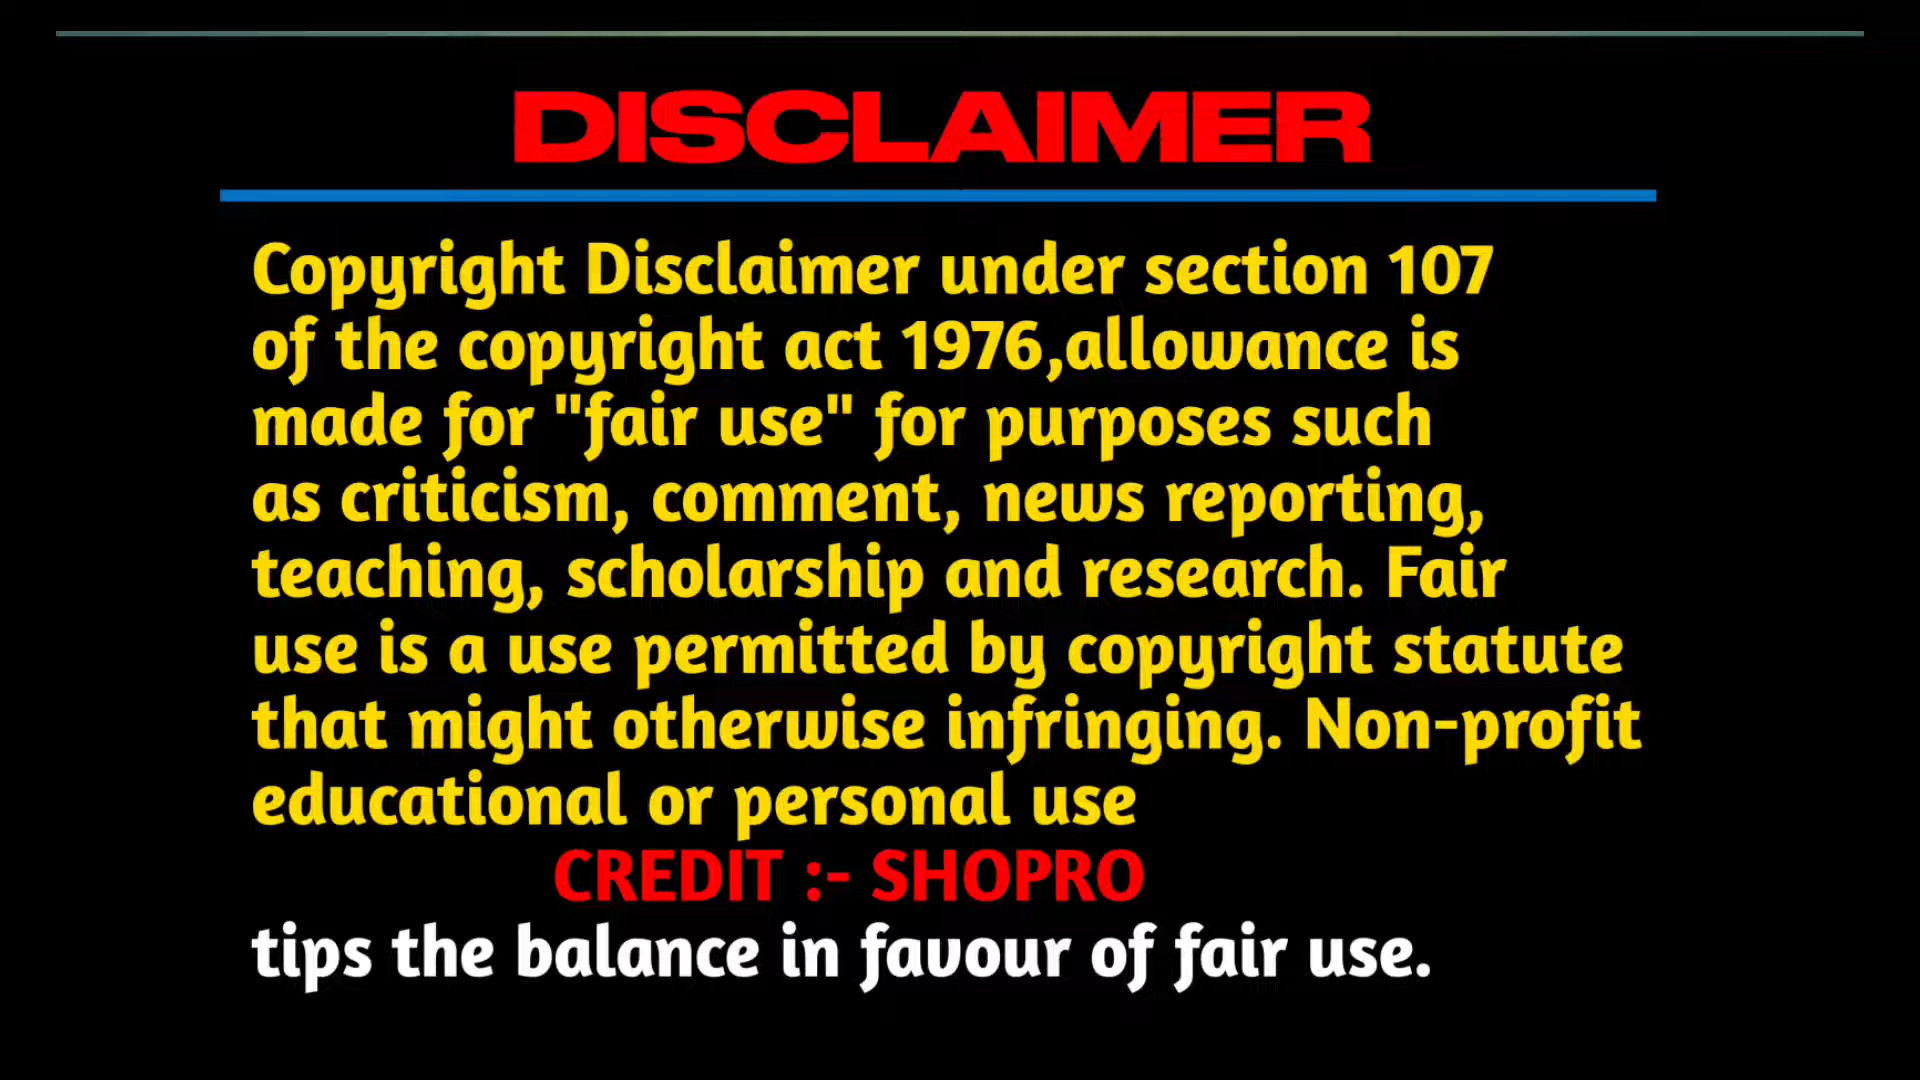 DISCLAIMER
Copyright Disclaimer under section 107
of the copyright act 1976,allowance is
made for "fair use" for purposes such
as criticism, comment, news reporting,
teaching, scholarship and research. Fair
use is a use permitted by copyright statute
that might otherwise infringing. Non-profit
educational or personal use
CREDIT :- SHOPRO
tips the balance in favour of fair use.